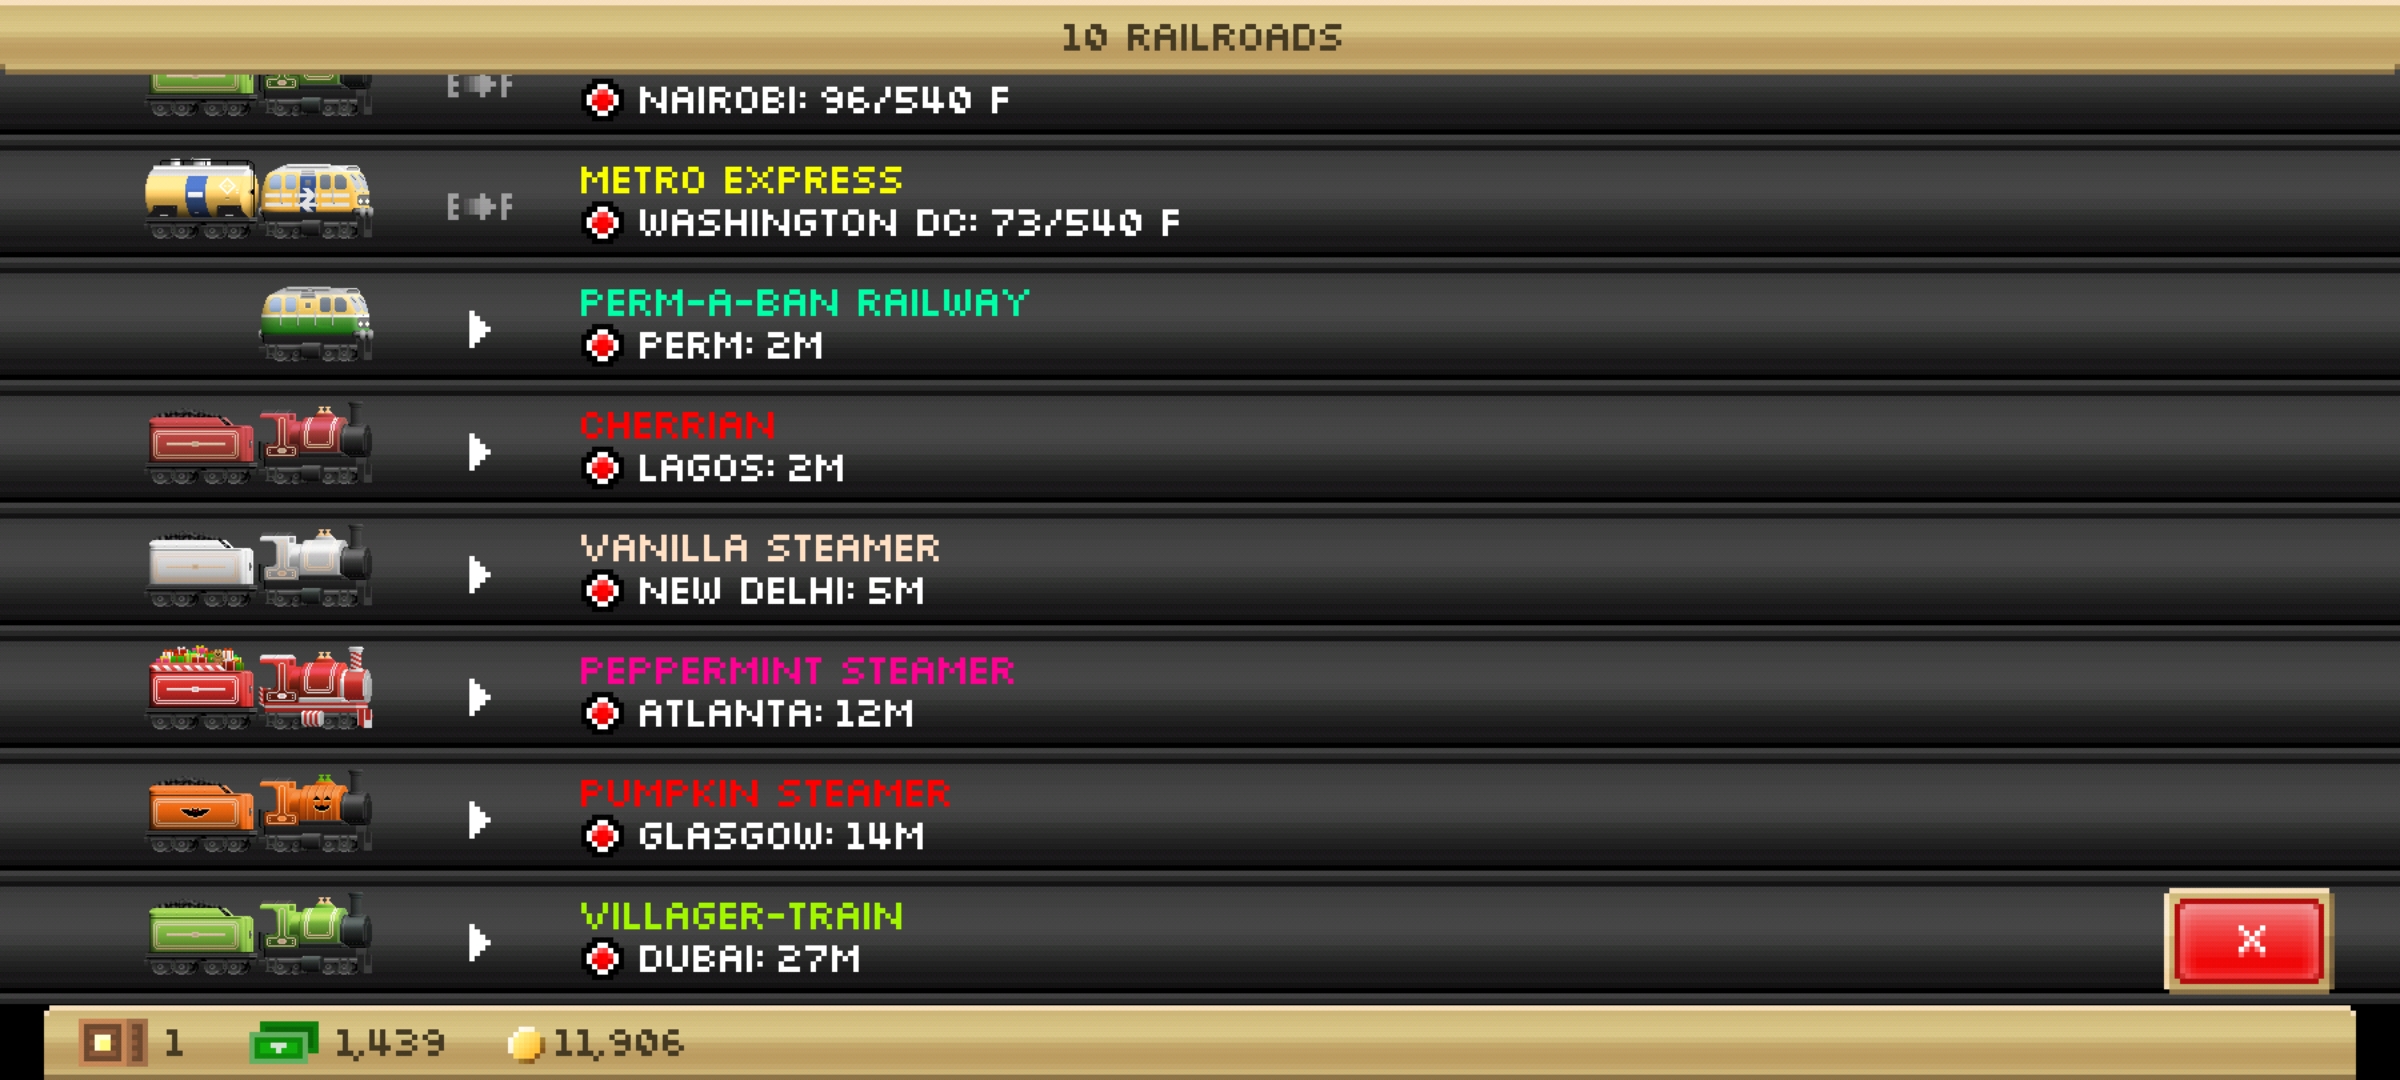 10 RAILROADS
E F
NAIROBI: 96/540 F
METRO EXPRESS
E F
WASHINGTON DC: 73/540 F
PERM-A-BAN RAILWAY
PERM: 2M
CHERRIAN
LAGOS: 2M
VANILLA STEAMER
NEW DELHI: 5M
PEPPERMINT STEAMER
ATLANTA: 12M
PUMPKIN STEAMER
GLASGOW: 14M
VILLAGER-TRAIN
DUBAI: 27M
X
1 1,439 11,906